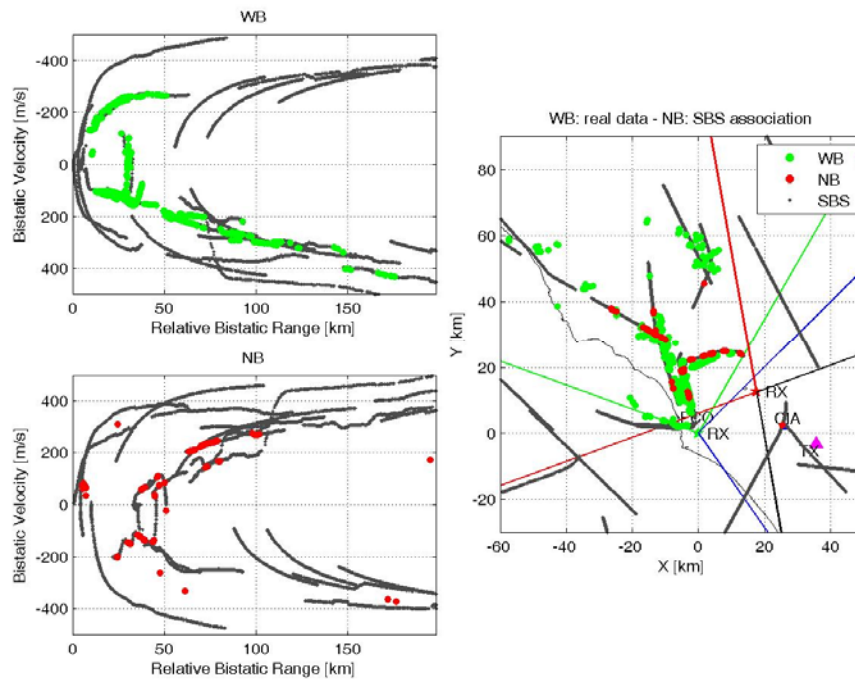 WB
-400
-200
0
200
400
0 50 100 150
Bistatic Velocity [m/s]
Relative Bistatic Range [km]
NB
500
400
200
0
-200
-400
0 50 100 150
Bistatic Velocity [m/s]
Relative Bistatic Range [km]
WB: real data - NB: SBS association
WB
NB
SBS
80
60
40
20
0
-20
-60 -40 -20 0 20 40
Y [km]
X [km]
RX
RX
CIA
TX